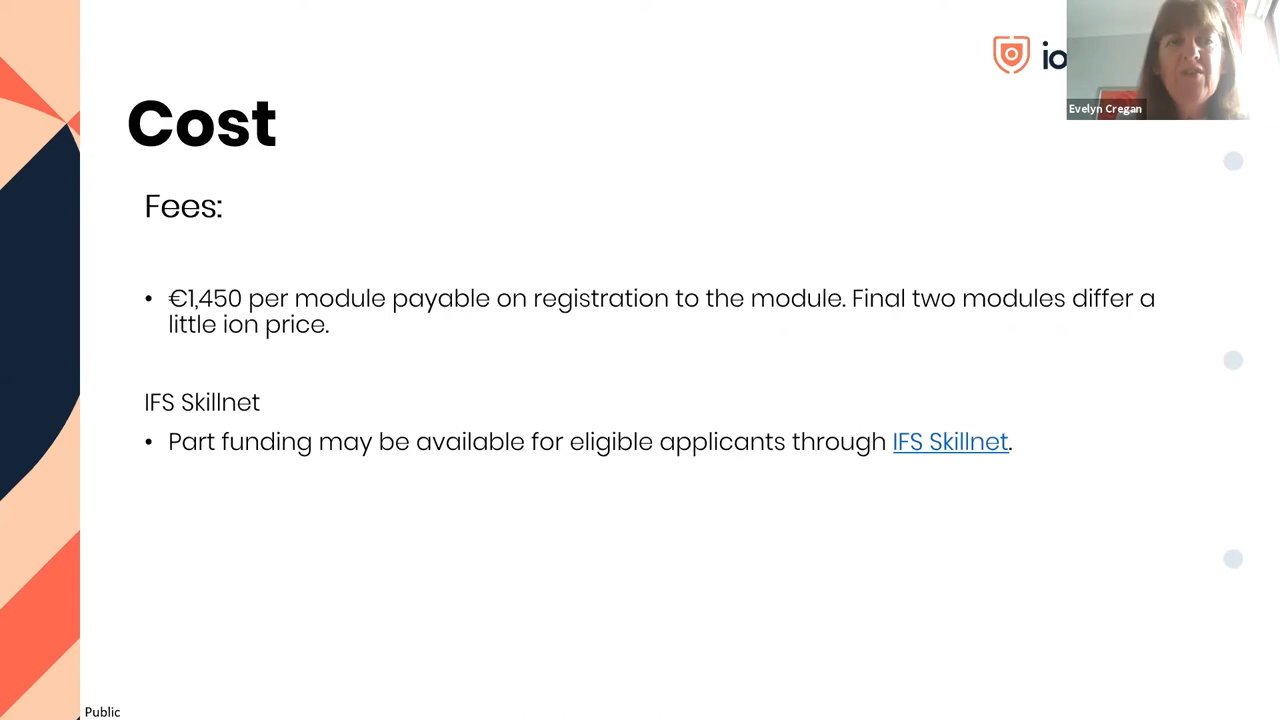 io
Evelyn Cregan
Cost
Fees:
• €1,450 per module payable on registration to the module. Final two modules differ a
little ion price.
IFS Skillnet
• Part funding may be available for eligible applicants through IFS Skillnet.
Public